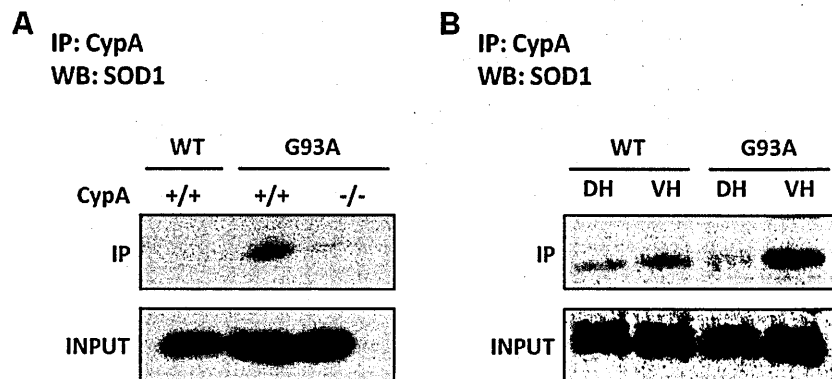 A
IP: CypA
WB: SOD1
WT G93A
CypA +/+ +/+ -/-
IP
INPUT
B
IP: CypA
WB: SOD1
WT G93A
DH VH DH VH
IP
INPUT